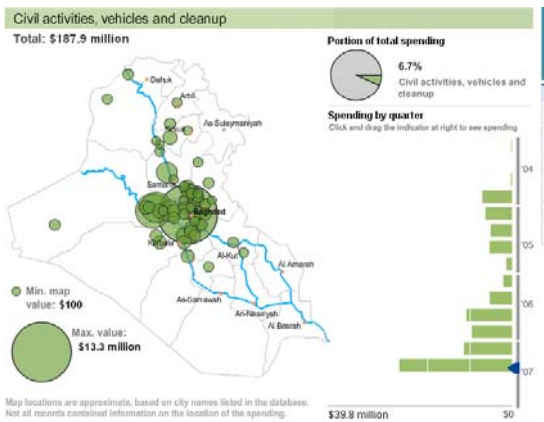 Civil activities, vehicles and cleanup
Total: $187.9 million
Portion of total spending
6.7%
Civil activities, vehicles and
cleanup
Spending by quarter
Click and drag the indicator at right to see spending
Dahuk
Arbil
As-Sulaymaniyah
Samarra
Baghdad
Karbala
Al-Kut
Al Amarah
As-Samawah
An-Nasiriyah
Al Basrah
Min. map
value: $100
Max. value:
$13.3 million
'04
'05
'06
'07
$39.8 million
$0
Map locations are approximate, based on city names listed in the database.
Not all records contained information on the location of the spending.